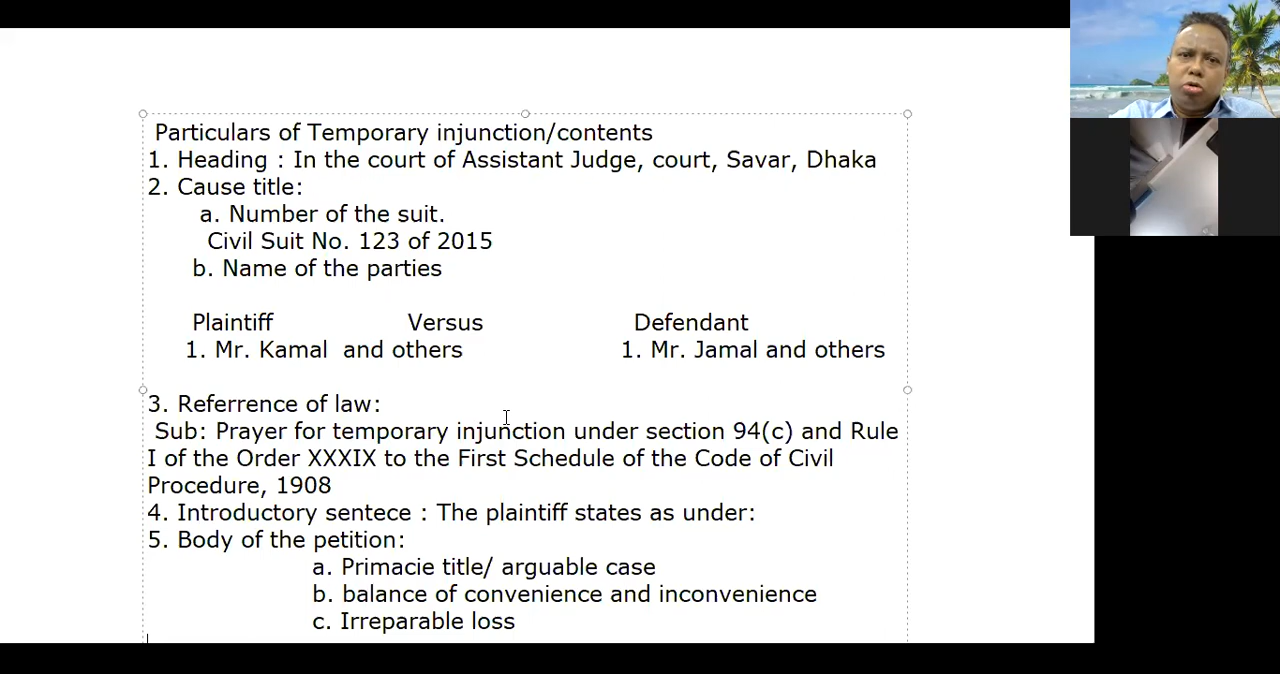 Particulars of Temporary injunction/contents
1. Heading : In the court of Assistant Judge, court, Savar, Dhaka
2. Cause title:
a. Number of the suit.
Civil Suit No. 123 of 2015
b. Name of the parties
Plaintiff Versus Defendant
1. Mr. Kamal and others 1. Mr. Jamal and others
3. Referrence of law:
Sub: Prayer for temporary injunction under section 94(c) and Rule
I of the Order XXXIX to the First Schedule of the Code of Civil
Procedure, 1908
4. Introductory sentece : The plaintiff states as under:
5. Body of the petition:
a. Primacie title/ arguable case
b. balance of convenience and inconvenience
c. Irreparable loss